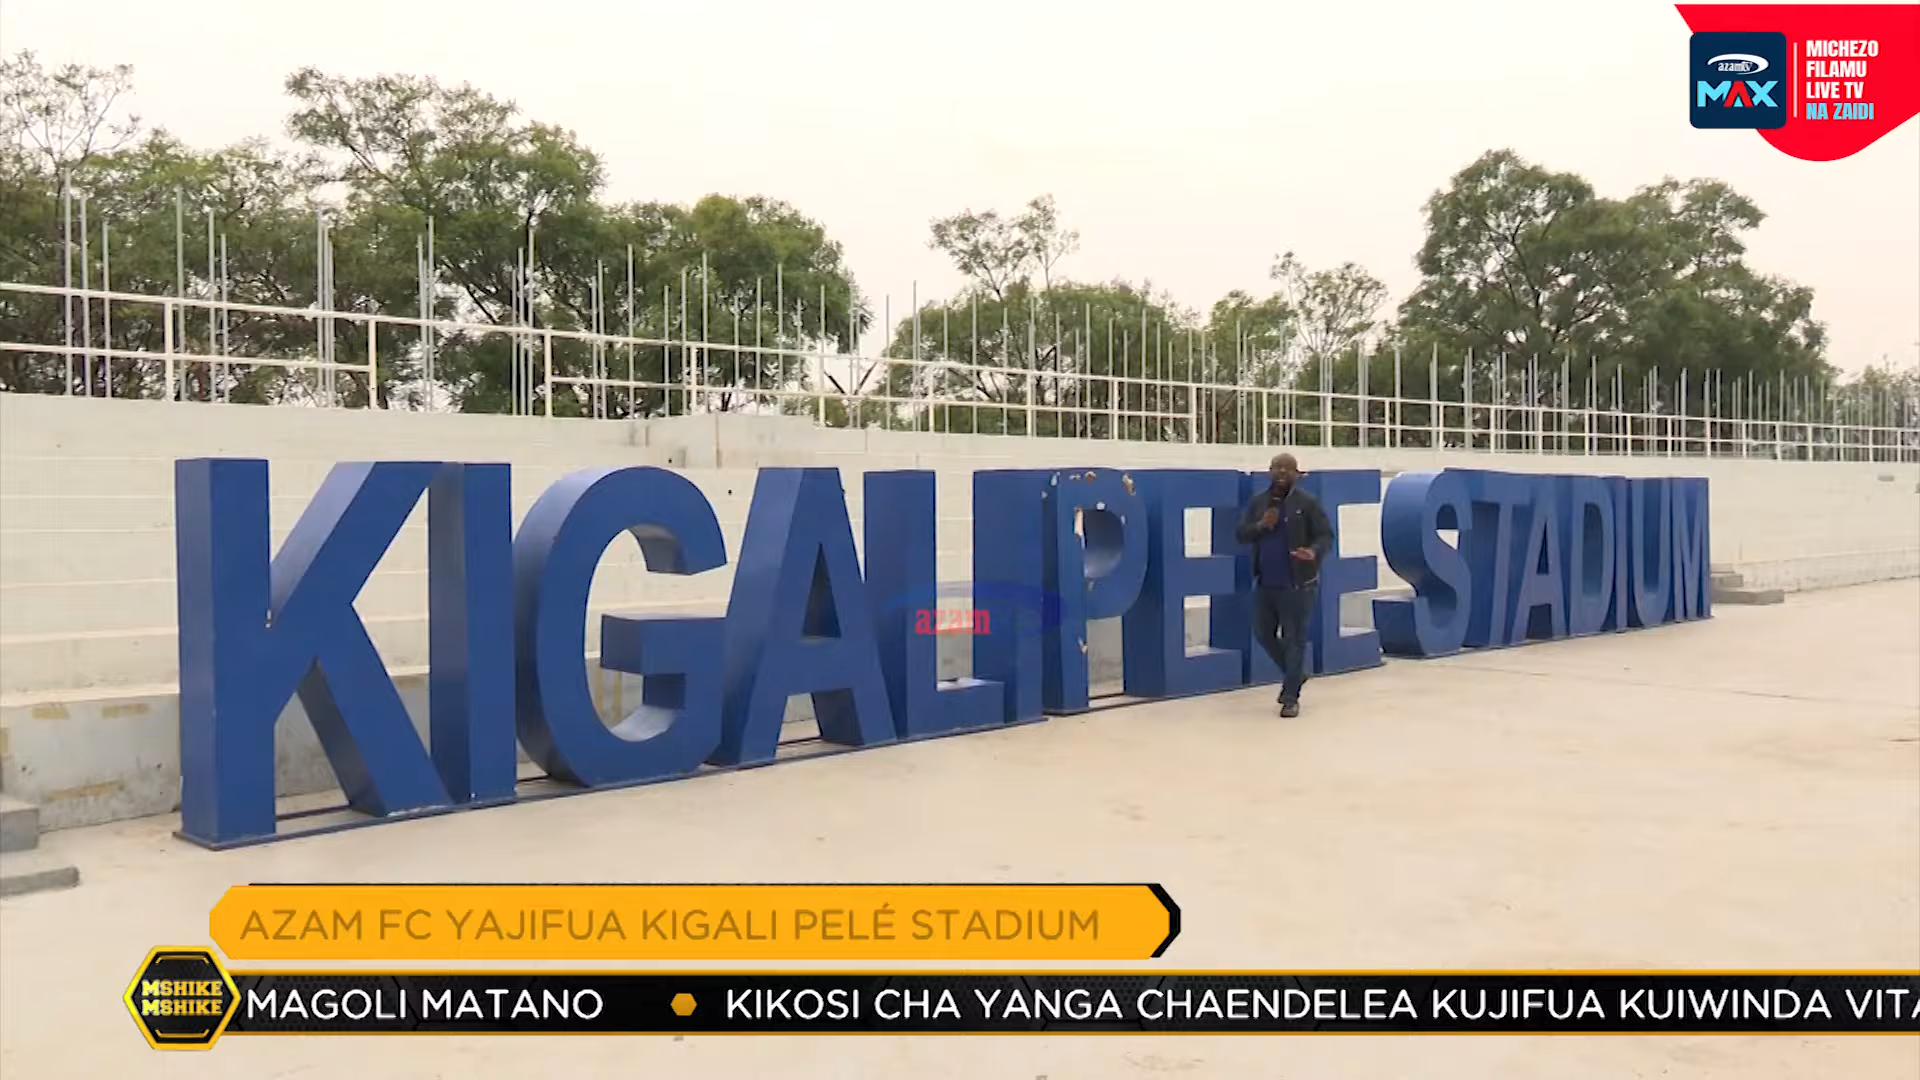 azamtv
MAX
MICHEZO
FILAMU
LIVE TV
NA ZAIDI
KIGALI PELE STADIUM
azam
AZAM FC YAJIFUA KIGALI PELÉ STADIUM
MSHIKE
MSHIKE
MAGOLI MATANO
KIKOSI CHA YANGA CHAENDELEA KUJIFUA KUIWINDA VITA